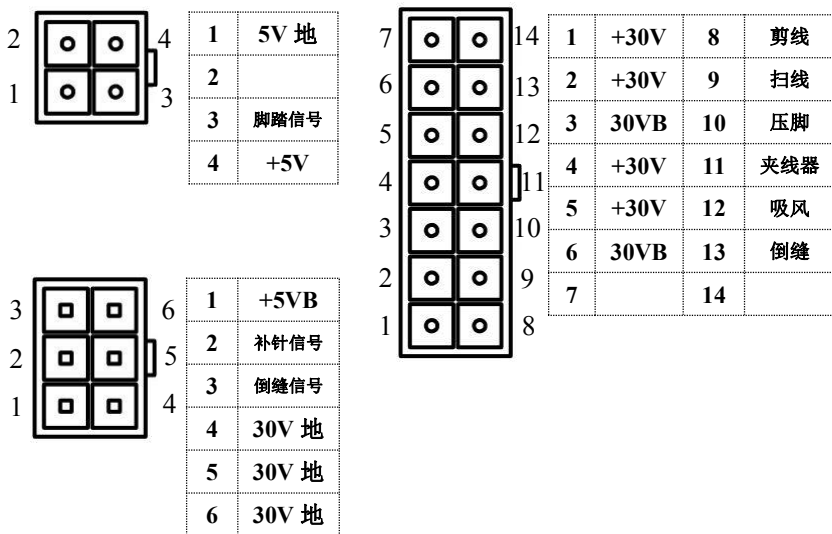 2 4
1 3
1 5V 地
2
3 脚踏信号
4 +5V
3 6
2 5
1 4
1 +5VB
2 补针信号
3 倒缝信号
4 30V 地
5 30V 地
6 30V 地
7 14
6 13
5 12
4 11
3 10
2 9
1 8
1 +30V 8 剪线
2 +30V 9 扫线
3 30VB 10 压脚
4 +30V 11 夹线器
5 +30V 12 吸风
6 30VB 13 倒缝
7 14